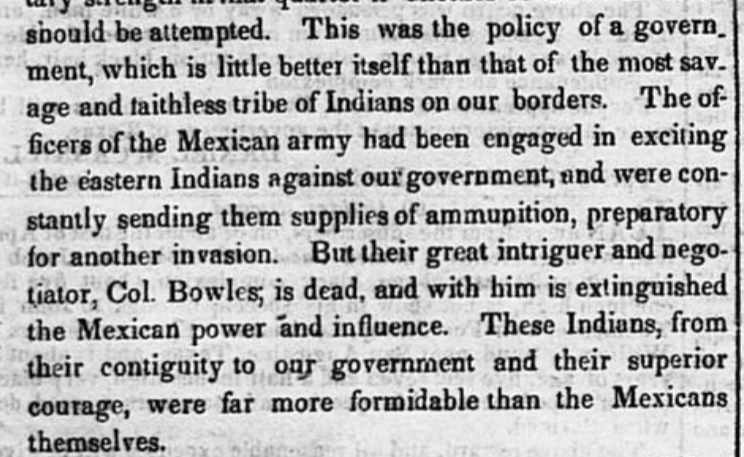 should be attempted. This was the policy of a govern-
ment, which is little better itself than that of the most sav-
age and faithless tribe of Indians on our borders. The of-
ficers of the Mexican army had been engaged in exciting
the eastern Indians against our government, and were con-
stantly sending them supplies of ammunition, preparatory
for another invasion. But their great intriguer and nego-
tiator, Col. Bowles, is dead, and with him is extinguished
the Mexican power and influence. These Indians, from
their contiguity to our government and their superior
courage, were far more formidable than the Mexicans
themselves.